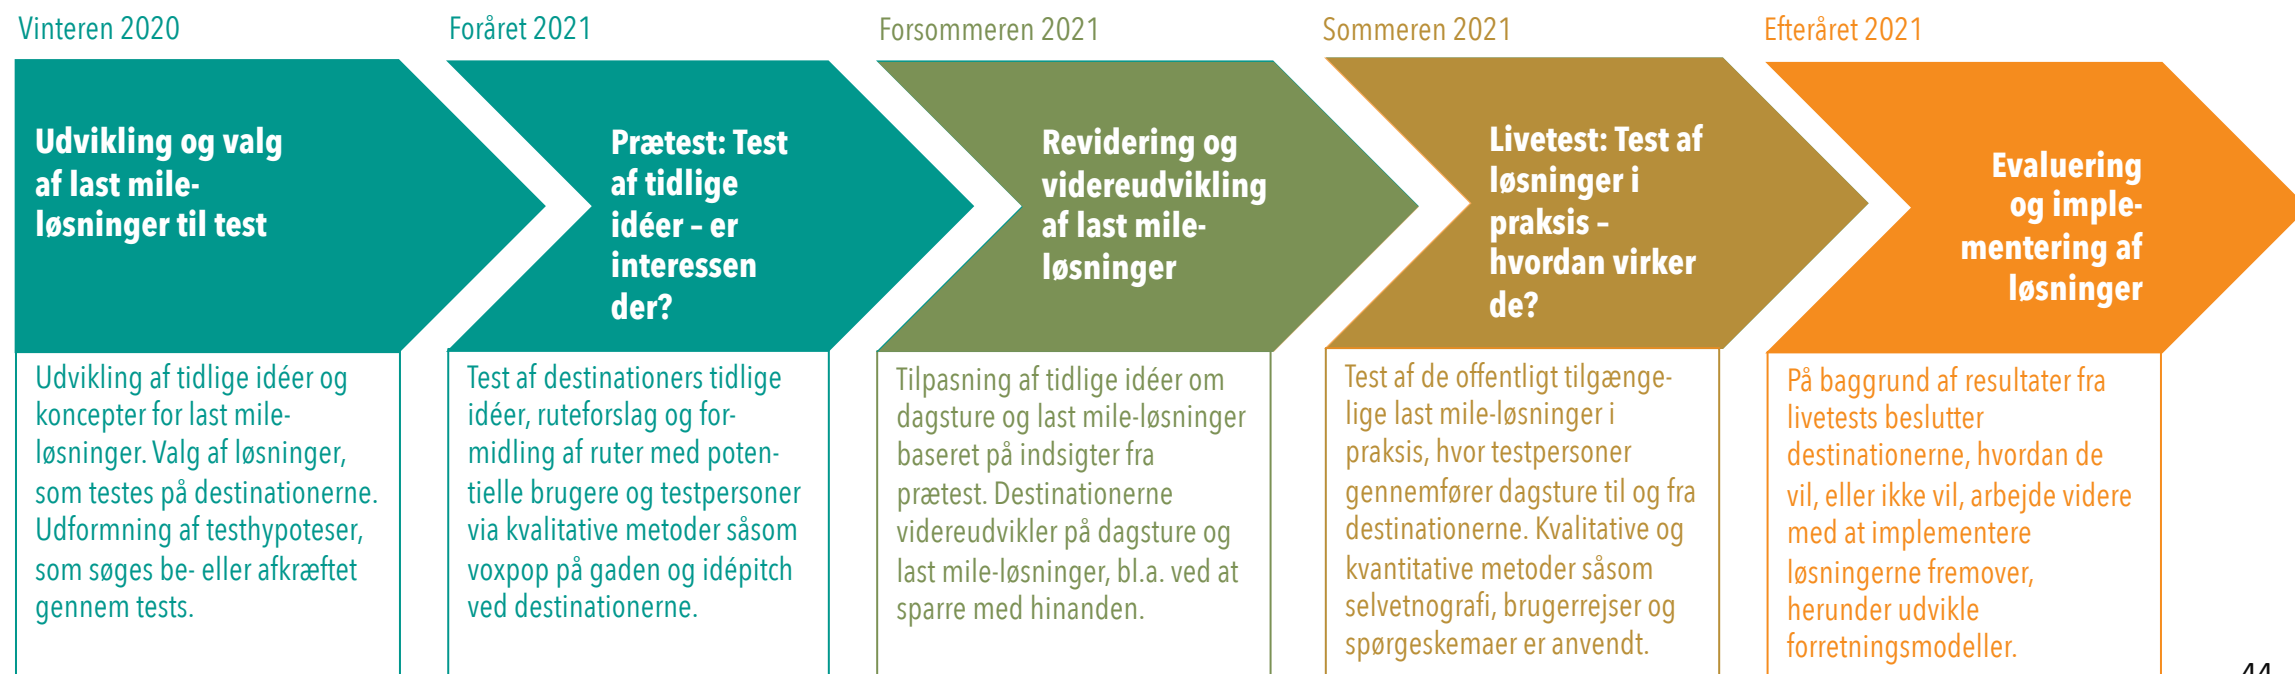 Vinteren 2020
Udvikling og valg
af last mile-
løsninger til test
Udvikling af tidlige idéer og
koncepter for last mile-
løsninger. Valg af løsninger,
som testes på destinationerne.
Udformning af testhypoteser,
som søges be- eller afkræftet
gennem tests.
Foråret 2021
Prætest: Test
af tidlige
idéer – er
interessen
der?
Test af destinationers tidlige
idéer, ruteforslag og for-
midling af ruter med poten-
tielle brugere og testpersoner
via kvalitative metoder såsom
voxpop på gaden og idépitch
ved destinationerne.
Forsommeren 2021
Revidering og
videreudvikling
af last mile-
løsninger
Tilpasning af tidlige idéer om
dagsture og last mile-løsninger
baseret på indsigter fra
prætest. Destinationerne
videreudvikler på dagsture og
last mile-løsninger, bl.a. ved at
sparre med hinanden.
Sommeren 2021
Livetest: Test af
løsninger i
praksis –
hvordan virker
de?
Test af de offentligt tilgænge-
lige last mile-løsninger i
praksis, hvor testpersoner
gennemfører dagsture til og fra
destinationerne. Kvalitative og
kvantitative metoder såsom
selvetnografi, brugerrejser og
spørgeskemaer er anvendt.
Efteråret 2021
Evaluering
og imple-
mentering af
løsninger
På baggrund af resultater fra
livetests beslutter
destinationerne, hvordan de
vil, eller ikke vil, arbejde videre
med at implementere
løsningerne fremover,
herunder udvikle
forretningsmodeller.
44